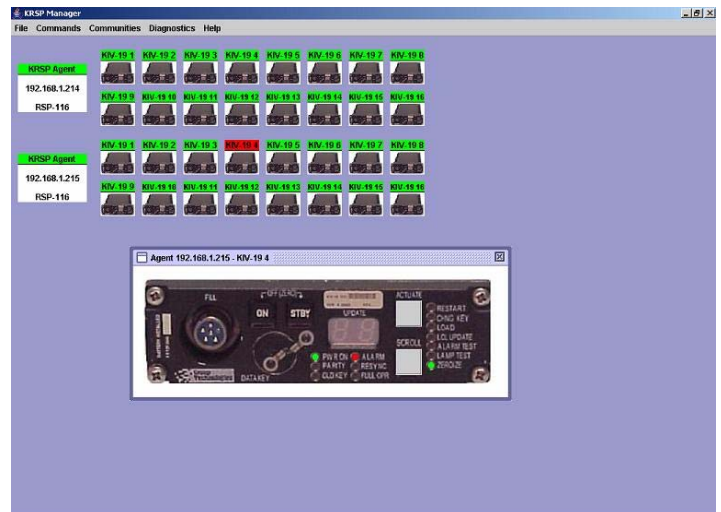 KRSP Manager
File Commands Communities Diagnostics Help
KIV-19 1 KIV-19 2 KIV-19 3 KIV-19 4 KIV-19 5 KIV-19 6 KIV-19 7 KIV-19 8
KRSP Agent
192.168.1.214
RSP-116
KIV-19 9 KIV-19 10 KIV-19 11 KIV-19 12 KIV-19 13 KIV-19 14 KIV-19 15 KIV-19 16
KIV-19 1 KIV-19 2 KIV-19 3 KIV-19 4 KIV-19 5 KIV-19 6 KIV-19 7 KIV-19 8
KRSP Agent
192.168.1.215
RSP-116
KIV-19 9 KIV-19 10 KIV-19 11 KIV-19 12 KIV-19 13 KIV-19 14 KIV-19 15 KIV-19 16
Agent 192.168.1.215 - KIV-19 4
FILL
OFF (ZERO)
ON STBY
UPDATE
ACTUATE
SCROLL
RESTART
CHNG KEY
LOAD
LCL UPDATE
ALARM TEST
LAMP TEST
ZEROIZE
PWR ON ALARM
PARITY RESYNC
CLD KEY FULL OPR
DATAKEY
Group
Technologies